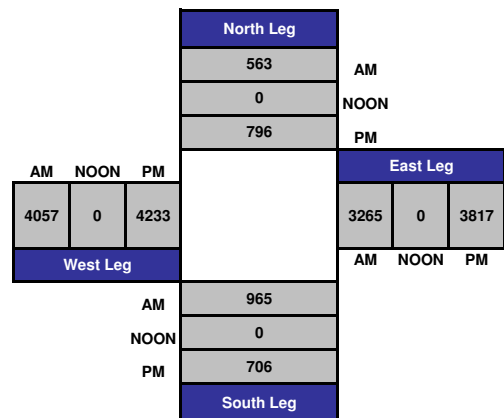 North Leg
563 AM
0 NOON
796 PM
AM NOON PM
East Leg
4057 0 4233
3265 0 3817
West Leg
AM NOON PM
AM 965
NOON 0
PM 706
South Leg